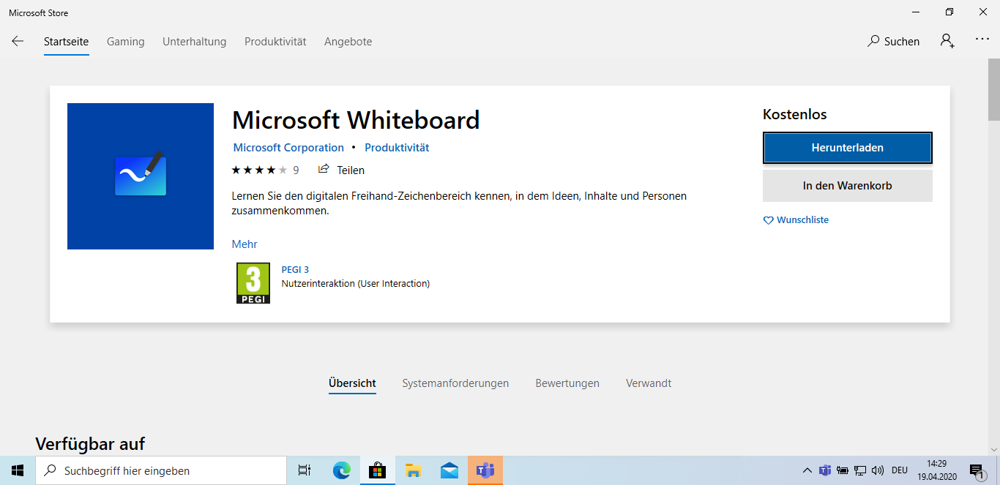 Microsoft Store
Startseite Gaming Unterhaltung Produktivität Angebote Suchen
Microsoft Whiteboard
Microsoft Corporation • Produktivität
9 Teilen
Lernen Sie den digitalen Freihand-Zeichenbereich kennen, in dem Ideen, Inhalte und Personen
zusammenkommen.
Mehr
3
PEGI
PEGI 3
Nutzerinteraktion (User Interaction)
Kostenlos
Herunterladen
In den Warenkorb
Wunschliste
Übersicht Systemanforderungen Bewertungen Verwandt
Verfügbar auf
Suchbegriff hier eingeben
DEU
14:29
19.04.2020
1